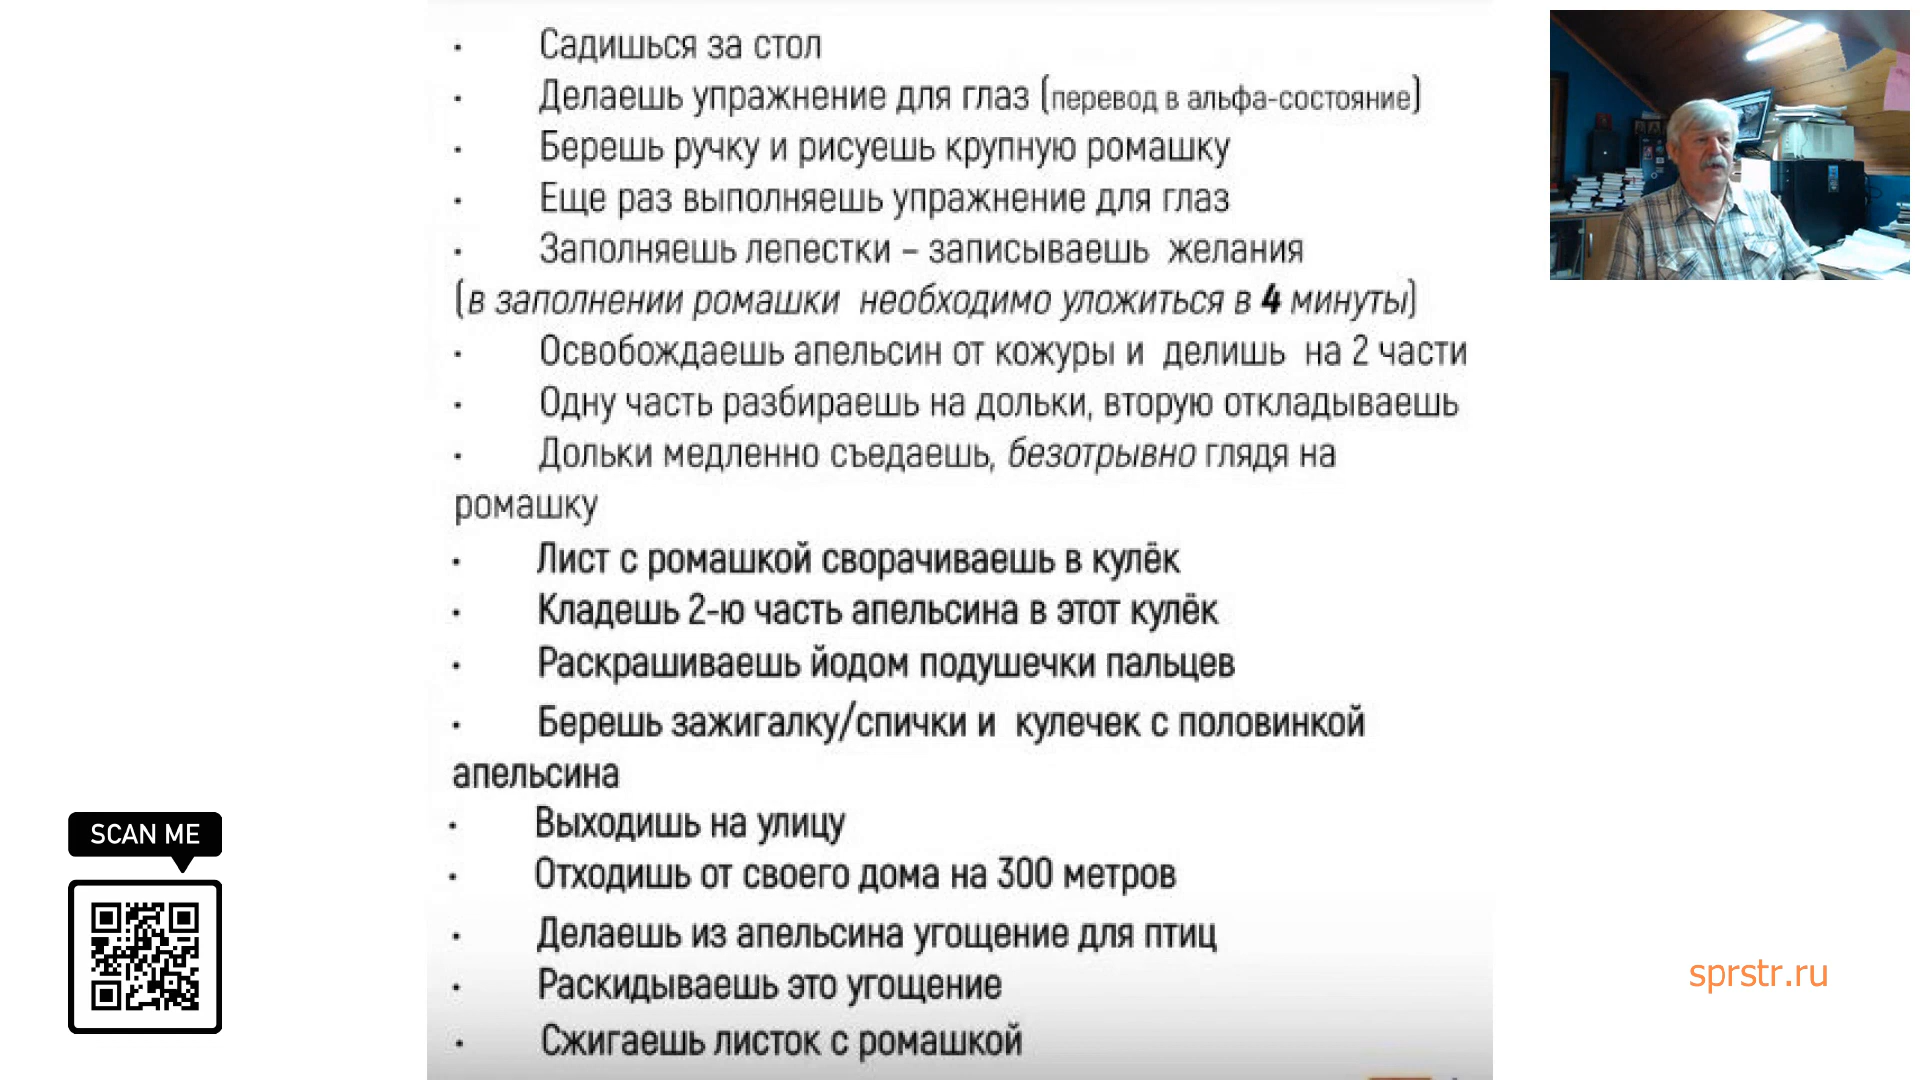 • Садишься за стол
• Делаешь упражнение для глаз (перевод в альфа-состояние)
• Берешь ручку и рисуешь крупную ромашку
• Еще раз выполняешь упражнение для глаз
• Заполняешь лепестки – записываешь желания
(в заполнении ромашки необходимо уложиться в 4 минуты)
• Освобождаешь апельсин от кожуры и делишь на 2 части
• Одну часть разбираешь на дольки, вторую откладываешь
• Дольки медленно съедаешь, безотрывно глядя на
ромашку
• Лист с ромашкой сворачиваешь в кулёк
• Кладешь 2-ю часть апельсина в этот кулёк
• Раскрашиваешь йодом подушечки пальцев
• Берешь зажигалку/спички и кулечек с половинкой
апельсина
• Выходишь на улицу
• Отходишь от своего дома на 300 метров
• Делаешь из апельсина угощение для птиц
• Раскидываешь это угощение
• Сжигаешь листок с ромашкой
SCAN ME
sprstr.ru